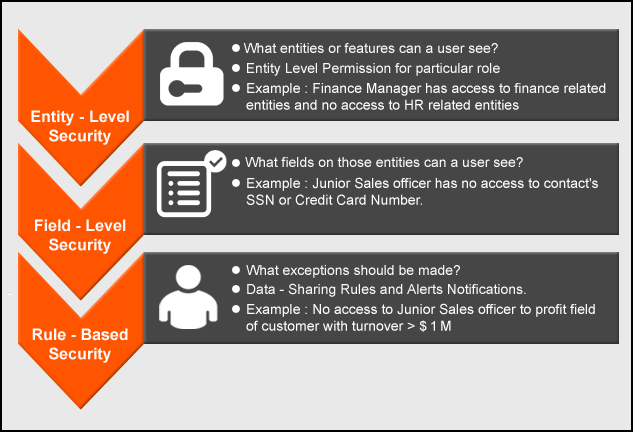 Entity - Level
Security
• What entities or features can a user see?
• Entity Level Permission for particular role
• Example : Finance Manager has access to finance related
entities and no access to HR related entities
Field - Level
Security
• What fields on those entities can a user see?
• Example : Junior Sales officer has no access to contact's
SSN or Credit Card Number.
Rule - Based
Security
• What exceptions should be made?
• Data - Sharing Rules and Alerts Notifications.
• Example : No access to Junior Sales officer to profit field
of customer with turnover > $ 1 M